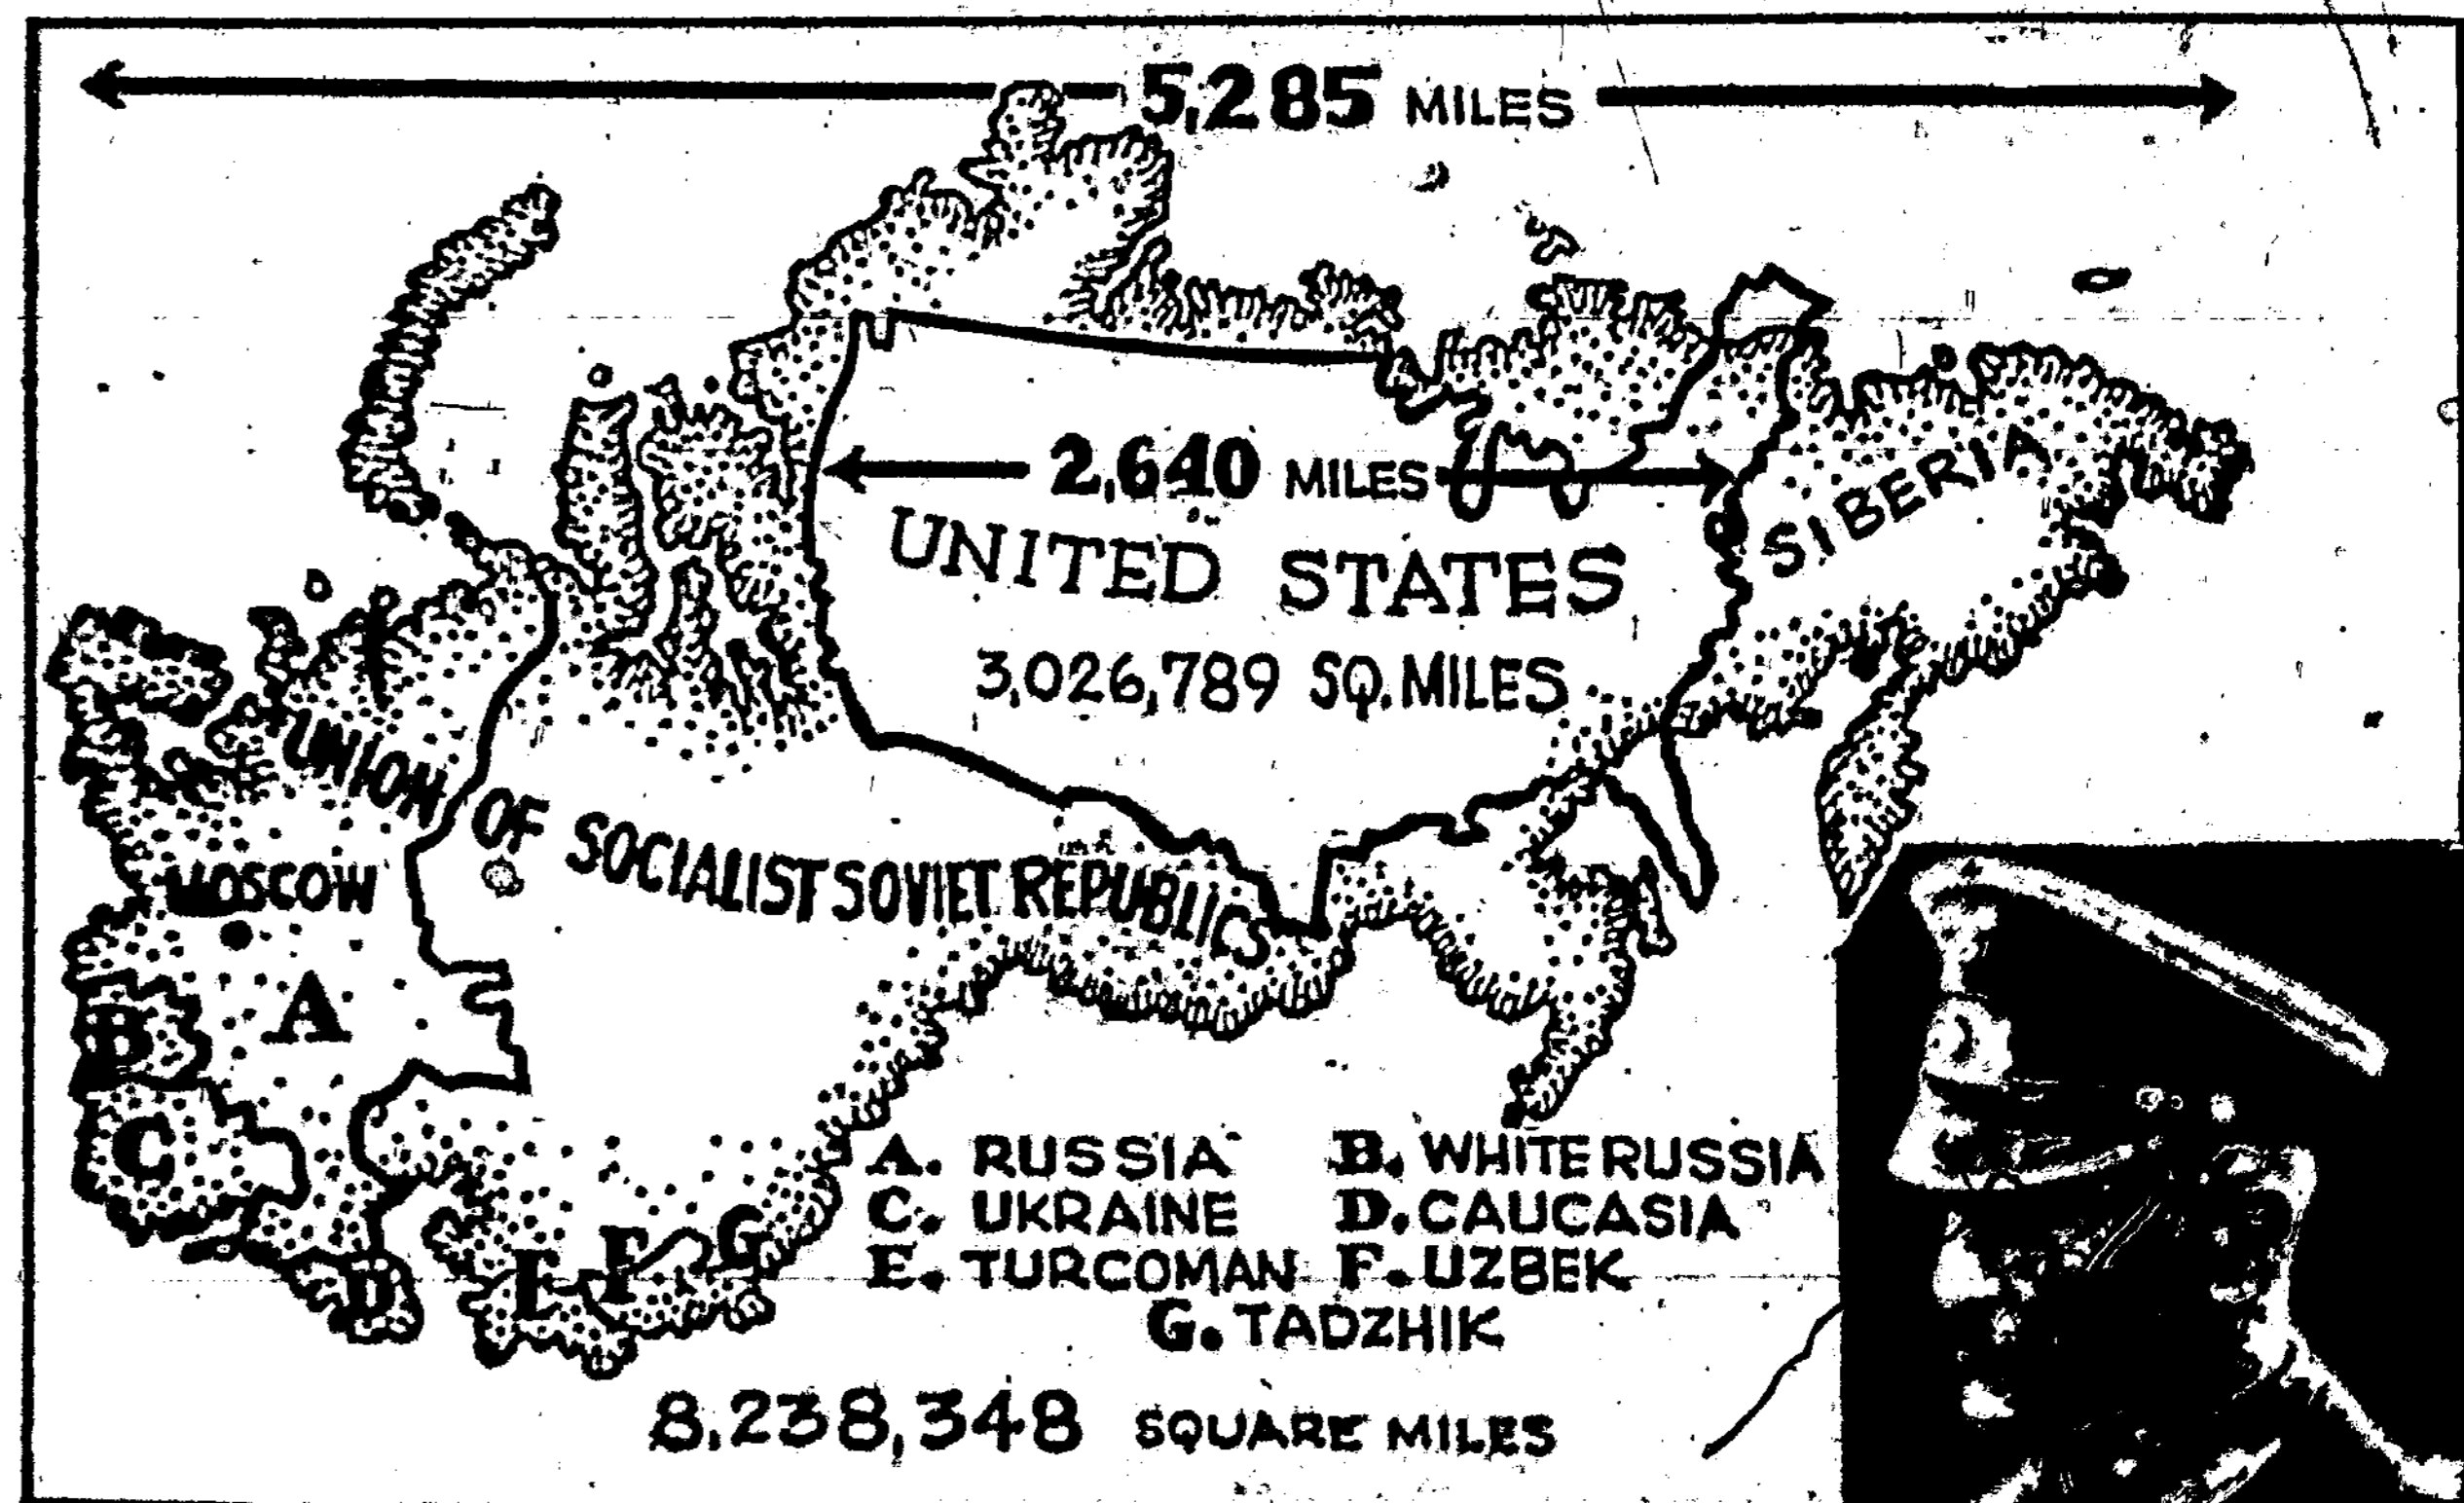 5,285 MILES
2,640 MILES
UNITED STATES
3,026,789 SQ. MILES
SIBERIA
UNION OF SOCIALIST SOVIET REPUBLICS
MOSCOW
A
B
C
D
E
F
G
A. RUSSIA B. WHITE RUSSIA
C. UKRAINE D. CAUCASIA
E. TURCOMAN F. UZBEK
G. TADZHIK
8,238,348 SQUARE MILES